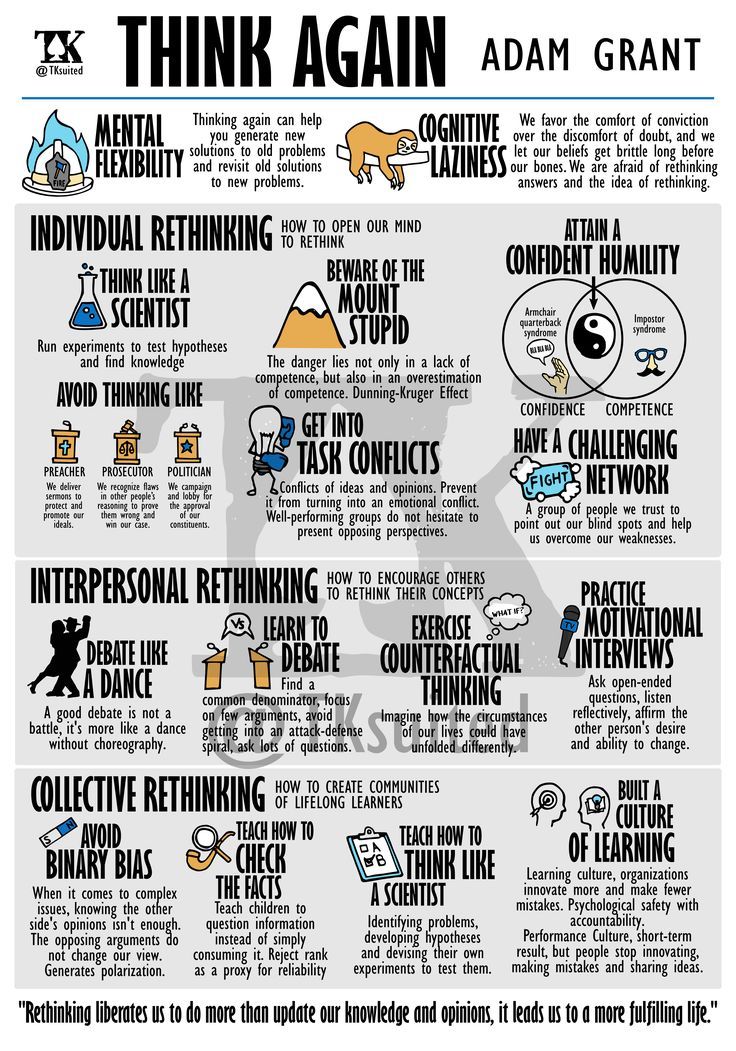 TK
@TKsuited
THINK AGAIN
ADAM GRANT
MENTAL
FLEXIBILITY
FIRE
Thinking again can help
you generate new
solutions to old problems
and revisit old solutions
to new problems.
COGNITIVE
LAZINESS
We favor the comfort of conviction
over the discomfort of doubt, and we
let our beliefs get brittle long before
our bones. We are afraid of rethinking
answers and the idea of rethinking.
INDIVIDUAL RETHINKING
HOW TO OPEN OUR MIND
TO RETHINK
THINK LIKE A
SCIENTIST
Run experiments to test hypotheses
and find knowledge
AVOID THINKING LIKE
PREACHER
We deliver
sermons to
protect and
promote our
ideals.
PROSECUTOR
We recognize flaws
in other people's
reasoning to prove
them wrong and
win our case.
POLITICIAN
We campaign
and lobby for
the approval
of our
constituents.
BEWARE OF THE
MOUNT
STUPID
The danger lies not only in a lack of
competence, but also in an overestimation
of competence. Dunning-Kruger Effect
GET INTO
TASK CONFLICTS
Conflicts of ideas and opinions. Prevent
it from turning into an emotional conflict.
Well-performing groups do not hesitate to
present opposing perspectives.
ATTAIN A
CONFIDENT HUMILITY
Armchair
quarterback
syndrome
BLA BLA BLA
Impostor
syndrome
CONFIDENCE
COMPETENCE
HAVE A CHALLENGING
NETWORK
FIGHT
A group of people we trust to
point out our blind spots and help
us overcome our weaknesses.
INTERPERSONAL RETHINKING
HOW TO ENCOURAGE OTHERS
TO RETHINK THEIR CONCEPTS
DEBATE LIKE
A DANCE
A good debate is not a
battle, it's more like a dance
without choreography.
VS
LEARN TO
DEBATE
Find a
common denominator, focus
on few arguments, avoid
getting into an attack-defense
spiral, ask lots of questions.
WHAT IF?
EXERCISE
COUNTERFACTUAL
THINKING
Imagine how the circumstances
of our lives could have
unfolded differently.
PRACTICE
MOTIVATIONAL
INTERVIEWS
TV
Ask open-ended
questions, listen
reflectively, affirm the
other person's desire
and ability to change.
TK
@TKsuited
COLLECTIVE RETHINKING
HOW TO CREATE COMMUNITIES
OF LIFELONG LEARNERS
S N
AVOID
BINARY BIAS
When it comes to complex
issues, knowing the other
side's opinions isn't enough.
The opposing arguments do
not change our view.
Generates polarization.
TEACH HOW TO
CHECK
THE FACTS
Teach children to
question information
instead of simply
consuming it. Reject rank
as a proxy for reliability
A
B
TEACH HOW TO
THINK LIKE
A SCIENTIST
Identifying problems,
developing hypotheses
and devising their own
experiments to test them.
BUILT A
CULTURE
OF LEARNING
Learning culture, organizations
innovate more and make fewer
mistakes. Psychological safety with
accountability.
Performance Culture, short-term
result, but people stop innovating,
making mistakes and sharing ideas.
"Rethinking liberates us to do more than update our knowledge and opinions, it leads us to a more fulfilling life."